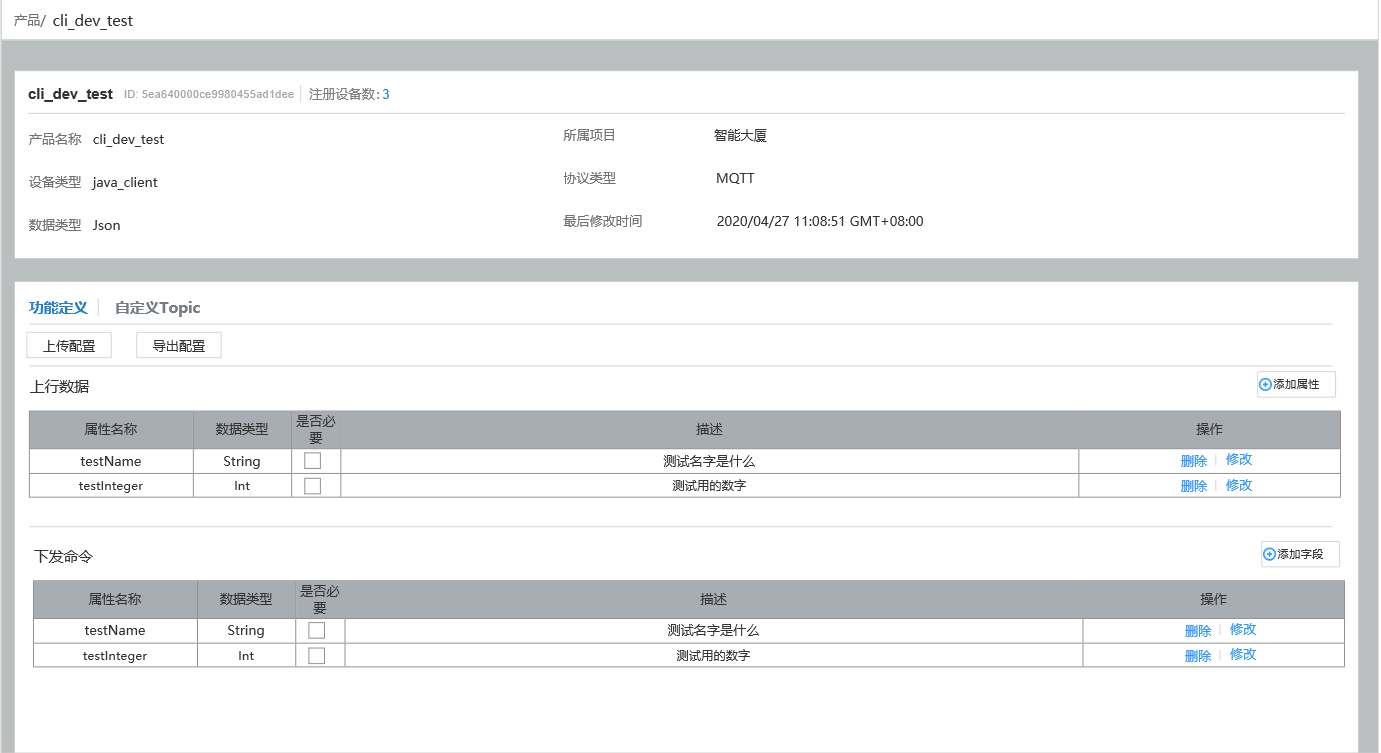 产品/ cli_dev_test
cli_dev_test ID: 5ea640000ce9980455ad1dee 注册设备数: 3
产品名称 cli_dev_test 所属项目 智能大厦
设备类型 java_client 协议类型 MQTT
数据类型 Json 最后修改时间 2020/04/27 11:08:51 GMT+08:00
功能定义 自定义Topic
上传配置 导出配置
上行数据 添加属性
属性名称 数据类型 是否必要 描述 操作
testName String 测试名字是什么 删除 修改
testInteger Int 测试用的数字 删除 修改
下发命令 添加字段
属性名称 数据类型 是否必要 描述 操作
testName String 测试名字是什么 删除 修改
testInteger Int 测试用的数字 删除 修改